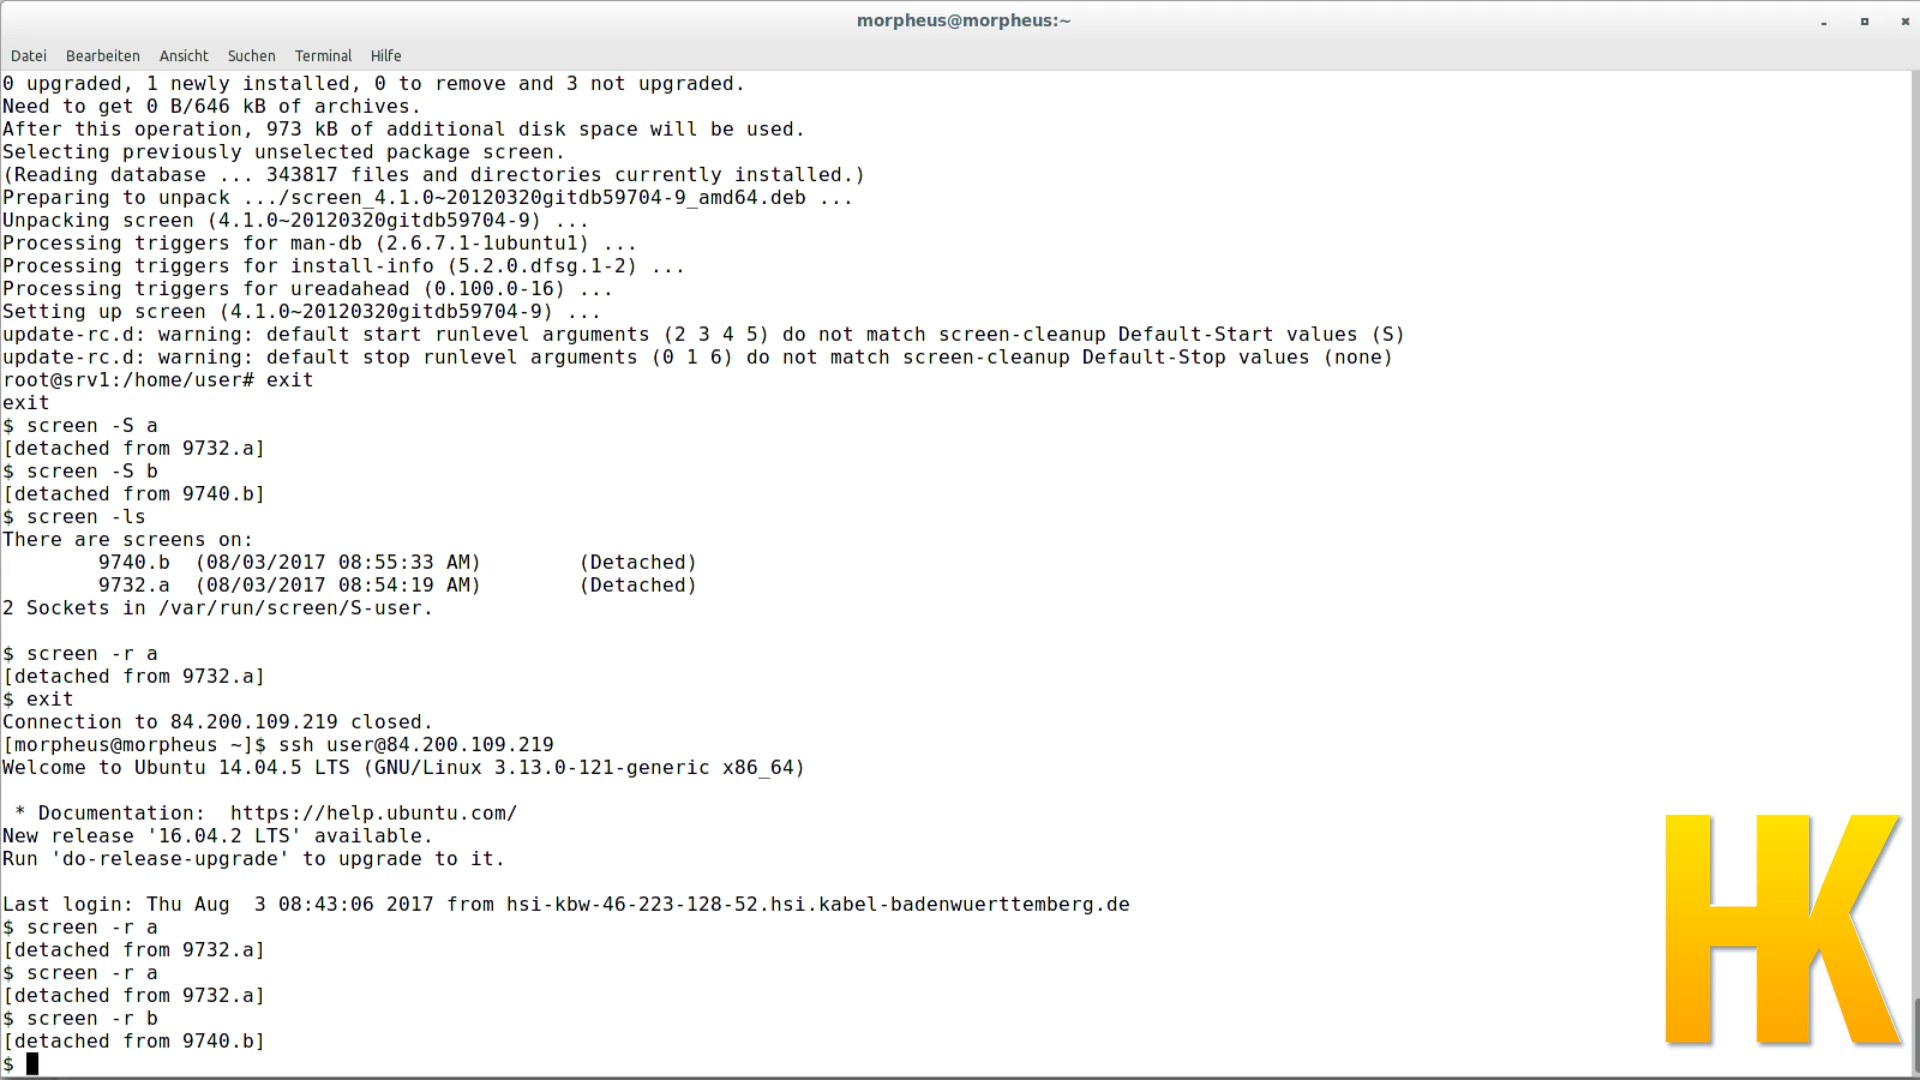 morpheus@morpheus:~
Datei Bearbeiten Ansicht Suchen Terminal Hilfe
0 upgraded, 1 newly installed, 0 to remove and 3 not upgraded.
Need to get 0 B/646 kB of archives.
After this operation, 973 kB of additional disk space will be used.
Selecting previously unselected package screen.
(Reading database ... 343817 files and directories currently installed.)
Preparing to unpack .../screen_4.1.0~20120320gitdb59704-9_amd64.deb ...
Unpacking screen (4.1.0~20120320gitdb59704-9) ...
Processing triggers for man-db (2.6.7.1-1ubuntu1) ...
Processing triggers for install-info (5.2.0.dfsg.1-2) ...
Processing triggers for ureadahead (0.100.0-16) ...
Setting up screen (4.1.0~20120320gitdb59704-9) ...
update-rc.d: warning: default start runlevel arguments (2 3 4 5) do not match screen-cleanup Default-Start values (S)
update-rc.d: warning: default stop runlevel arguments (0 1 6) do not match screen-cleanup Default-Stop values (none)
root@srv1:/home/user# exit
exit
$ screen -S a
[detached from 9732.a]
$ screen -S b
[detached from 9740.b]
$ screen -ls
There are screens on:
        9740.b  (08/03/2017 08:55:33 AM)        (Detached)
        9732.a  (08/03/2017 08:54:19 AM)        (Detached)
2 Sockets in /var/run/screen/S-user.

$ screen -r a
[detached from 9732.a]
$ exit
Connection to 84.200.109.219 closed.
[morpheus@morpheus ~]$ ssh user@84.200.109.219
Welcome to Ubuntu 14.04.5 LTS (GNU/Linux 3.13.0-121-generic x86_64)

 * Documentation:  https://help.ubuntu.com/
New release '16.04.2 LTS' available.
Run 'do-release-upgrade' to upgrade to it.

Last login: Thu Aug  3 08:43:06 2017 from hsi-kbw-46-223-128-52.hsi.kabel-badenwuerttemberg.de
$ screen -r a
[detached from 9732.a]
$ screen -r a
[detached from 9732.a]
$ screen -r b
[detached from 9740.b]
$
HK